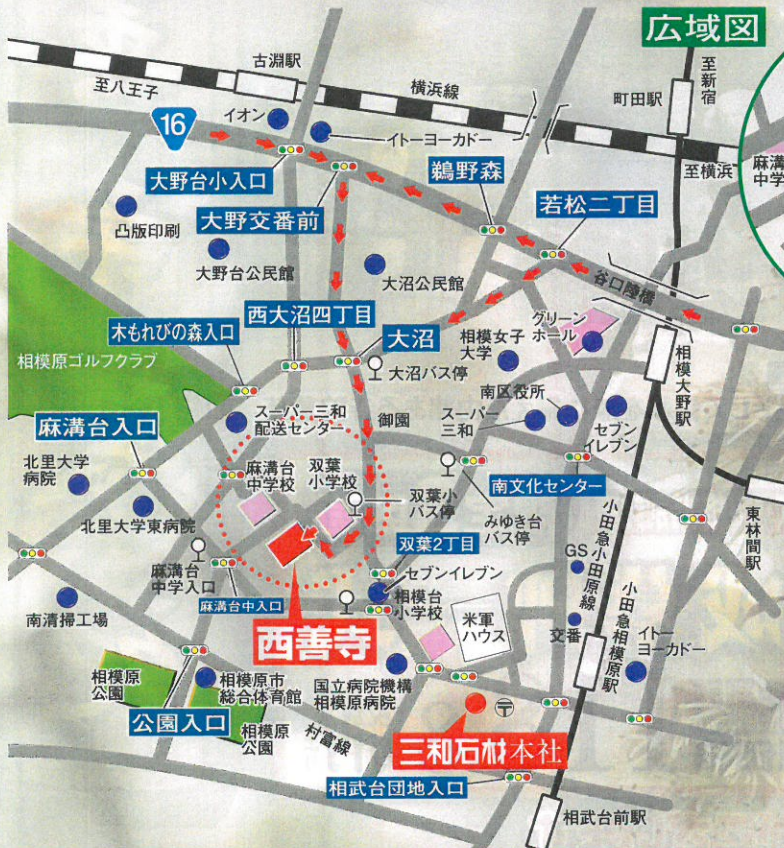 広域図
古淵駅
至八王子
横浜線
町田駅
至新宿
至横浜
麻溝
中学
16
イオン
イトーヨーカドー
大野台小入口
大野交番前
鵜野森
若松二丁目
凸版印刷
大野台公民館
大沼公民館
谷口陸橋
グリーン
ホール
相模女子
大学
木もれびの森入口
西大沼四丁目
大沼
大沼バス停
相模原ゴルフクラブ
相模大野駅
南区役所
スーパー三和
配送センター
御園
スーパー
三和
セブン
イレブン
麻溝台入口
北里大学
病院
麻溝台
中学校
双葉
小学校
南文化センター
双葉小
バス停
みゆき台
バス停
北里大学東病院
東林間駅
小田急小田原線
双葉2丁目
GS
麻溝台
中学入口
セブンイレブン
麻溝台中入口
相模台
小学校
米軍
ハウス
交番
小田急相模原駅
イトー
ヨーカドー
南清掃工場
西善寺
相模原
公園
相模原市
総合体育館
国立病院機構
相模原病院
公園入口
相模原
公園
村富線
〒
三和石材本社
相武台団地入口
相武台前駅